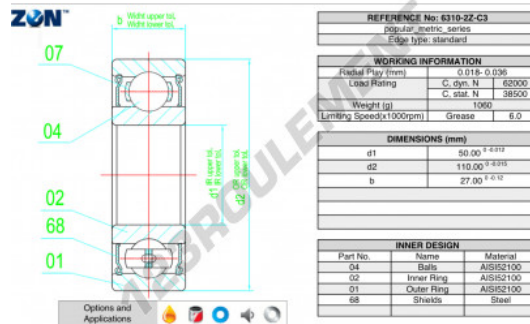 ZEN
b Widht upper tol.
Widht lower tol.
07
04
02
68
01
d1 IR upper tol.
IR lower tol.
d2 OR upper tol.
OR lower tol.
Options and
Applications
123ROULEMENT
REFERENCE No: 6310-2Z-C3
popular_metric_series
Edge type: standard
WORKING INFORMATION
Radial Play (mm) 0.018- 0.036
Load Rating C, dyn. N 62000
C, stat. N 38500
Weight (g) 1060
Limiting Speed(x1000rpm) Grease 6.0
DIMENSIONS (mm)
d1 50.00 0 -0.012
d2 110.00 0 -0.015
b 27.00 0 -0.12
INNER DESIGN
Part No. Name Material
04 Balls AISI52100
02 Inner Ring AISI52100
01 Outer Ring AISI52100
68 Shields Steel